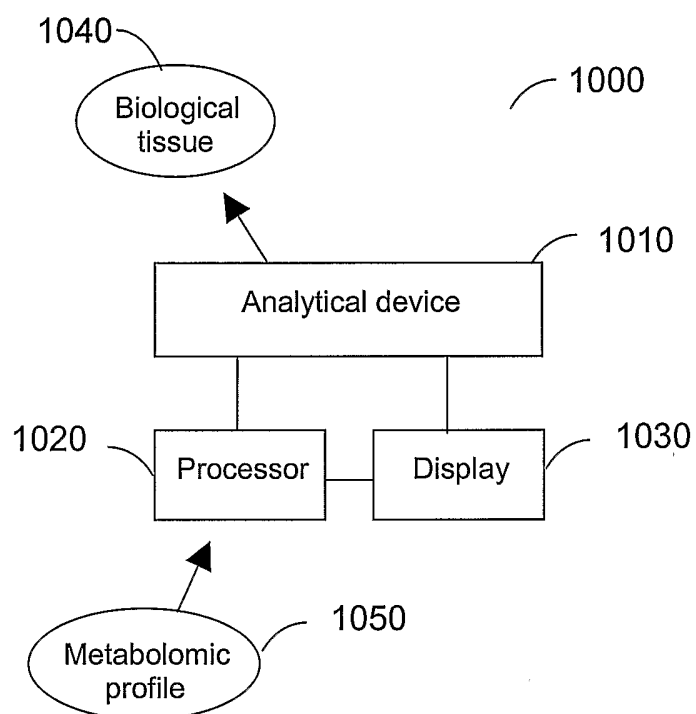 1040
1000
Biological
tissue
1010
Analytical device
1020
1030
Processor
Display
1050
Metabolomic
profile